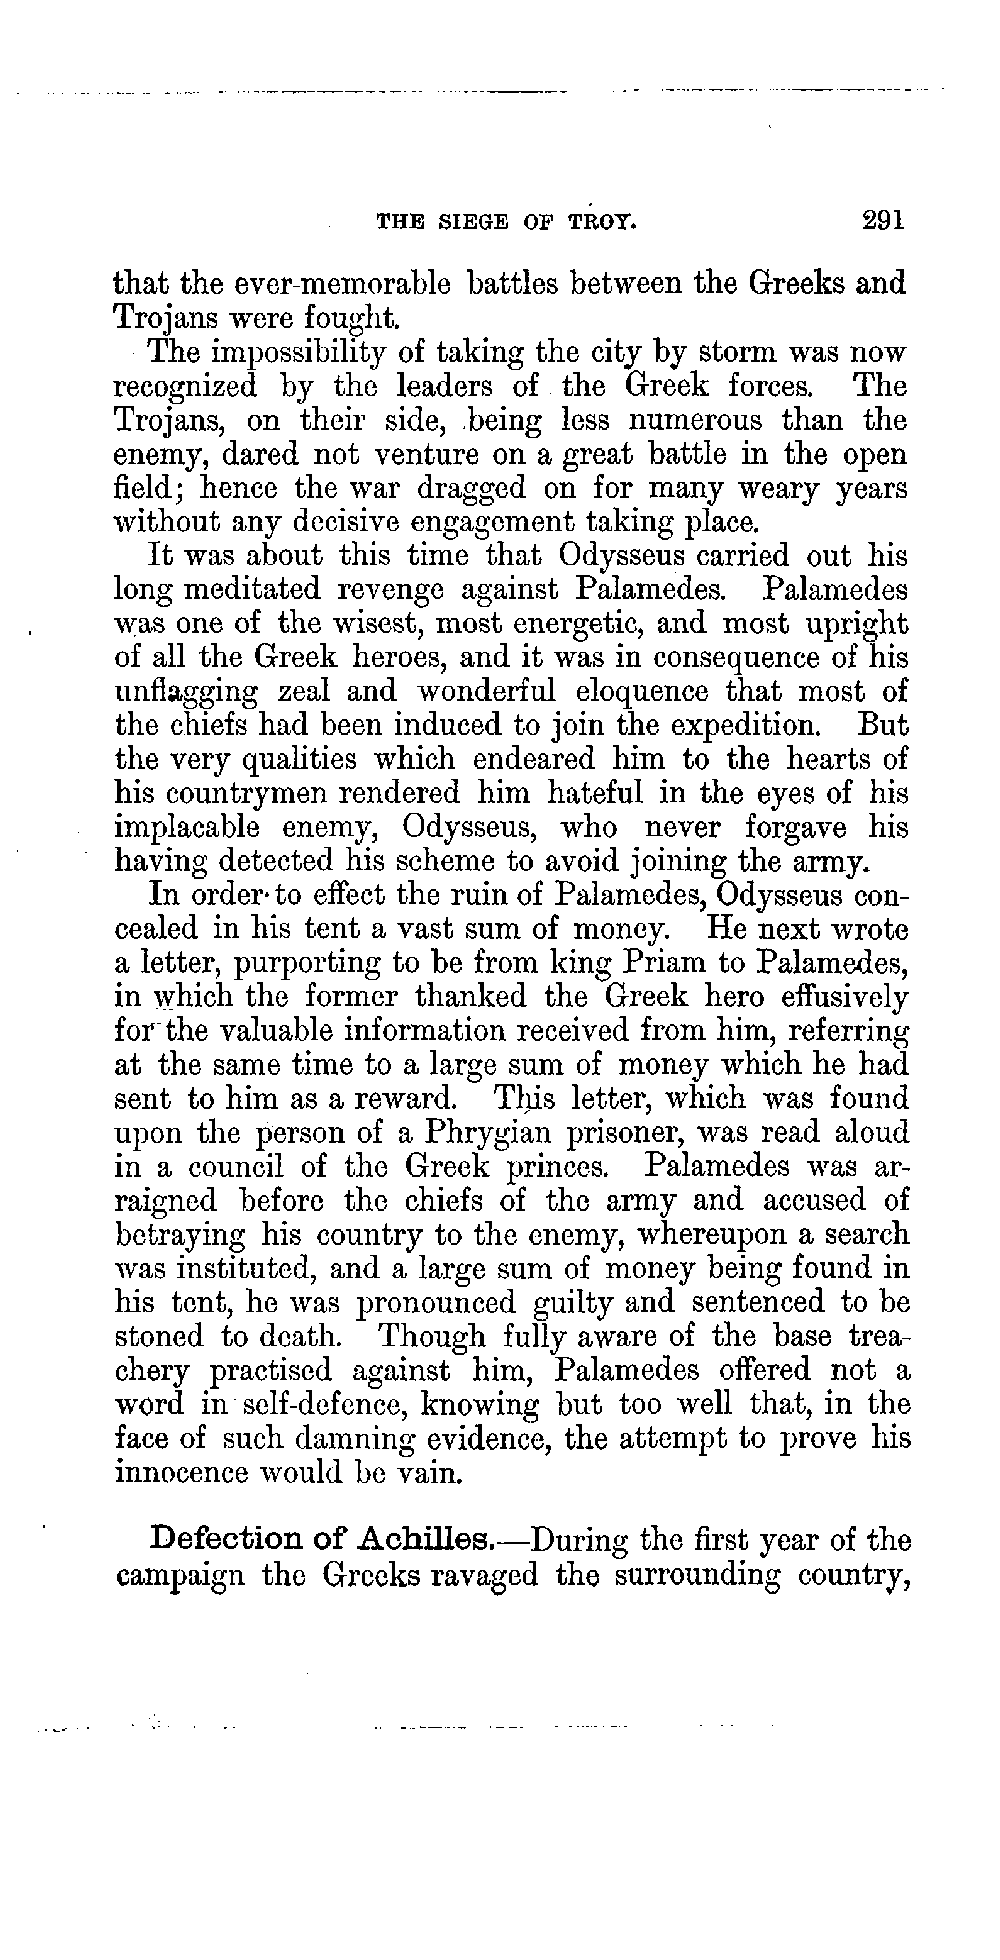 THE SIEGE OF TROY. 291
that the ever-memorable battles between the Greeks and
Trojans were fought.
The impossibility of taking the city by storm was now
recognized by the leaders of the Greek forces. The
Trojans, on their side, being less numerous than the
enemy, dared not venture on a great battle in the open
field; hence the war dragged on for many weary years
without any decisive engagement taking place.
It was about this time that Odysseus carried out his
long meditated revenge against Palamedes. Palamedes
was one of the wisest, most energetic, and most upright
of all the Greek heroes, and it was in consequence of his
unflagging zeal and wonderful eloquence that most of
the chiefs had been induced to join the expedition. But
the very qualities which endeared him to the hearts of
his countrymen rendered him hateful in the eyes of his
implacable enemy, Odysseus, who never forgave his
having detected his scheme to avoid joining the army.
In order to effect the ruin of Palamedes, Odysseus con-
cealed in his tent a vast sum of money. He next wrote
a letter, purporting to be from king Priam to Palamedes,
in which the former thanked the Greek hero effusively
for the valuable information received from him, referring
at the same time to a large sum of money which he had
sent to him as a reward. This letter, which was found
upon the person of a Phrygian prisoner, was read aloud
in a council of the Greek princes. Palamedes was ar-
raigned before the chiefs of the army and accused of
betraying his country to the enemy, whereupon a search
was instituted, and a large sum of money being found in
his tent, he was pronounced guilty and sentenced to be
stoned to death. Though fully aware of the base trea-
chery practised against him, Palamedes offered not a
word in self-defence, knowing but too well that, in the
face of such damning evidence, the attempt to prove his
innocence would be vain.
Defection of Achilles.—During the first year of the
campaign the Greeks ravaged the surrounding country,